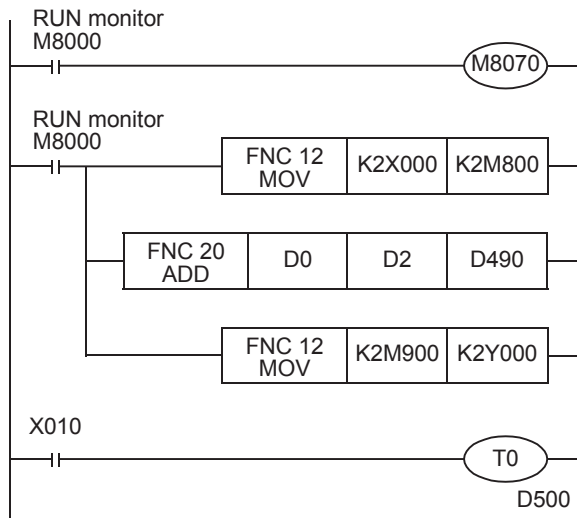 RUN monitor
M8000
M8070
RUN monitor
M8000
FNC 12
MOV
K2X000
K2M800
FNC 20
ADD
D0
D2
D490
FNC 12
MOV
K2M900
K2Y000
X010
T0
D500